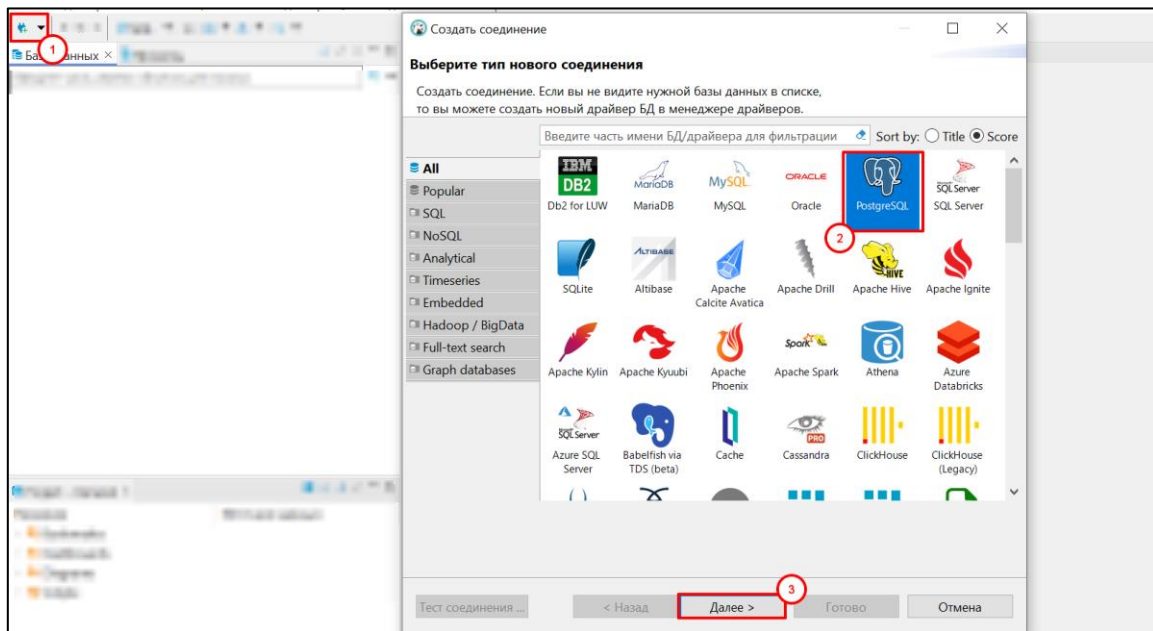 1
Базы данных
Создать соединение
Выберите тип нового соединения
Создать соединение. Если вы не видите нужной базы данных в списке,
то вы можете создать новый драйвер БД в менеджере драйверов.
Введите часть имени БД/драйвера для фильтрации Sort by: Title Score
All
Popular
SQL
NoSQL
Analytical
Timeseries
Embedded
Hadoop / BigData
Full-text search
Graph databases
IBM
DB2
MariaDB
MySQL
ORACLE
SQL Server
Db2 for LUW MariaDB MySQL Oracle PostgreSQL SQL Server
2
ALTIBASE
HIVE
SQLite Altibase Apache Calcite Avatica Apache Drill Apache Hive Apache Ignite
Spark
Apache Kylin Apache Kyuubi Apache Phoenix Apache Spark Athena Azure Databricks
SQL Server
PRO
Azure SQL Server Babelfish via TDS (beta) Cache Cassandra ClickHouse ClickHouse (Legacy)
3
Тест соединения ... < Назад Далее > Готово Отмена